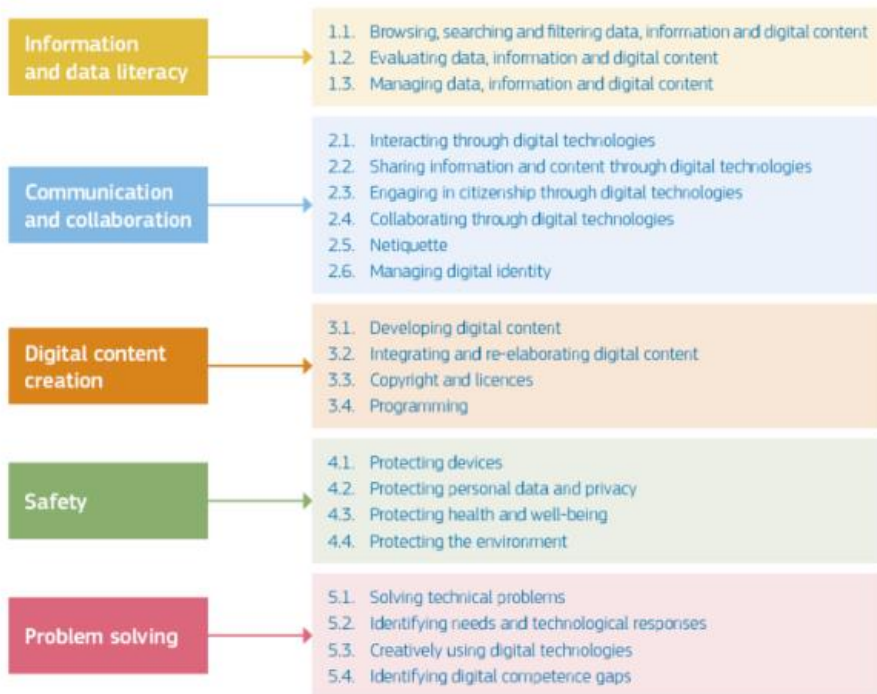 Information
and data literacy
1.1. Browsing, searching and filtering data, information and digital content
1.2. Evaluating data, information and digital content
1.3. Managing data, information and digital content
Communication
and collaboration
2.1. Interacting through digital technologies
2.2. Sharing information and content through digital technologies
2.3. Engaging in citizenship through digital technologies
2.4. Collaborating through digital technologies
2.5. Netiquette
2.6. Managing digital identity
Digital content
creation
3.1. Developing digital content
3.2. Integrating and re-elaborating digital content
3.3. Copyright and licences
3.4. Programming
Safety
4.1. Protecting devices
4.2. Protecting personal data and privacy
4.3. Protecting health and well-being
4.4. Protecting the environment
Problem solving
5.1. Solving technical problems
5.2. Identifying needs and technological responses
5.3. Creatively using digital technologies
5.4. Identifying digital competence gaps